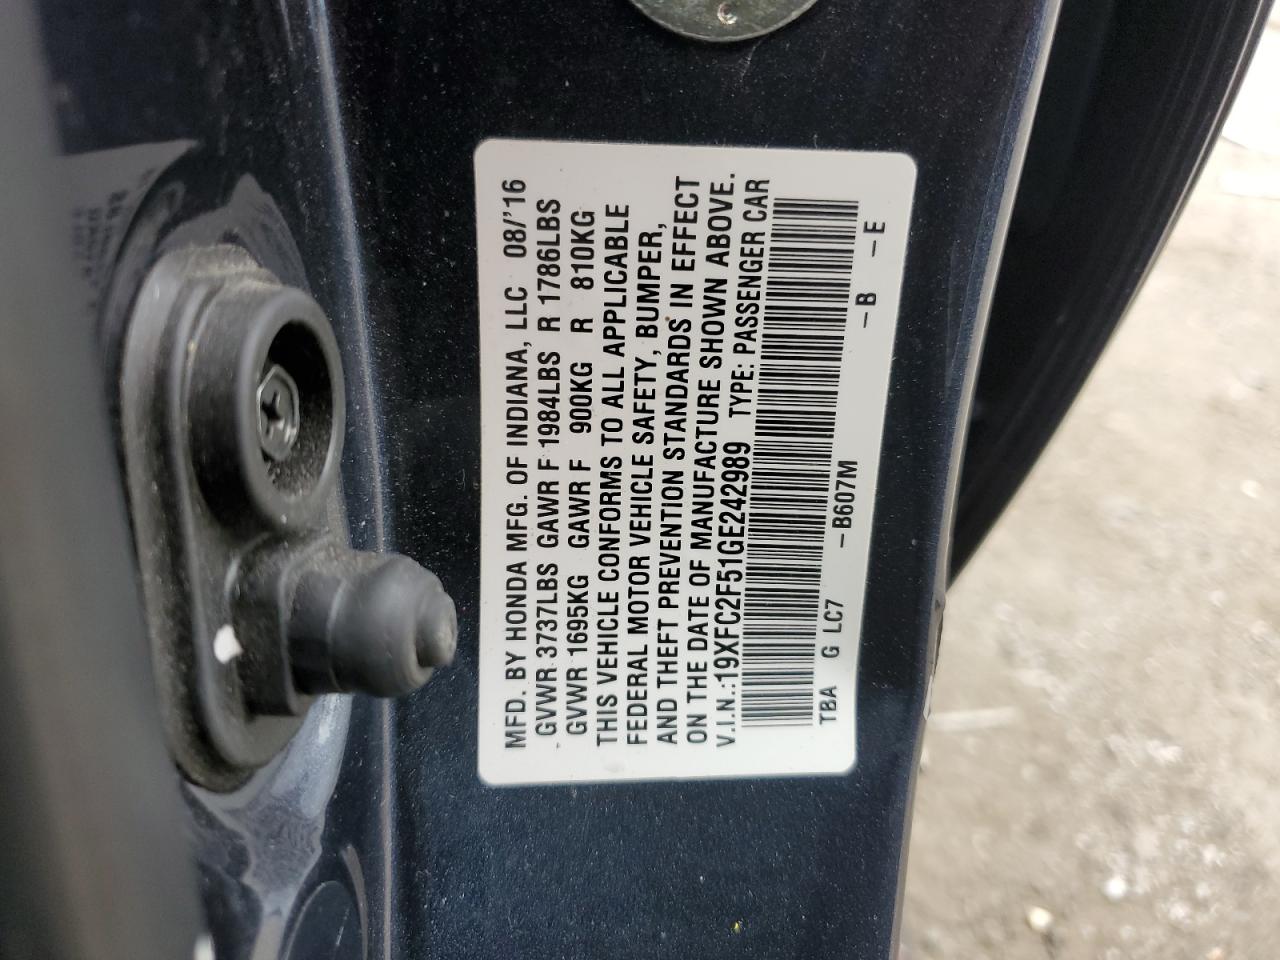 MFD. BY HONDA MFG. OF INDIANA, LLC 08/'16
GVWR 3737LBS GAWR F 1984LBS R 1786LBS
GVWR 1695KG GAWR F 900KG R 810KG
THIS VEHICLE CONFORMS TO ALL APPLICABLE
FEDERAL MOTOR VEHICLE SAFETY, BUMPER,
AND THEFT PREVENTION STANDARDS IN EFFECT
ON THE DATE OF MANUFACTURE SHOWN ABOVE.
V.I.N.:19XFC2F51GE242989 TYPE: PASSENGER CAR
TBA G LC7 -B607M -B -E